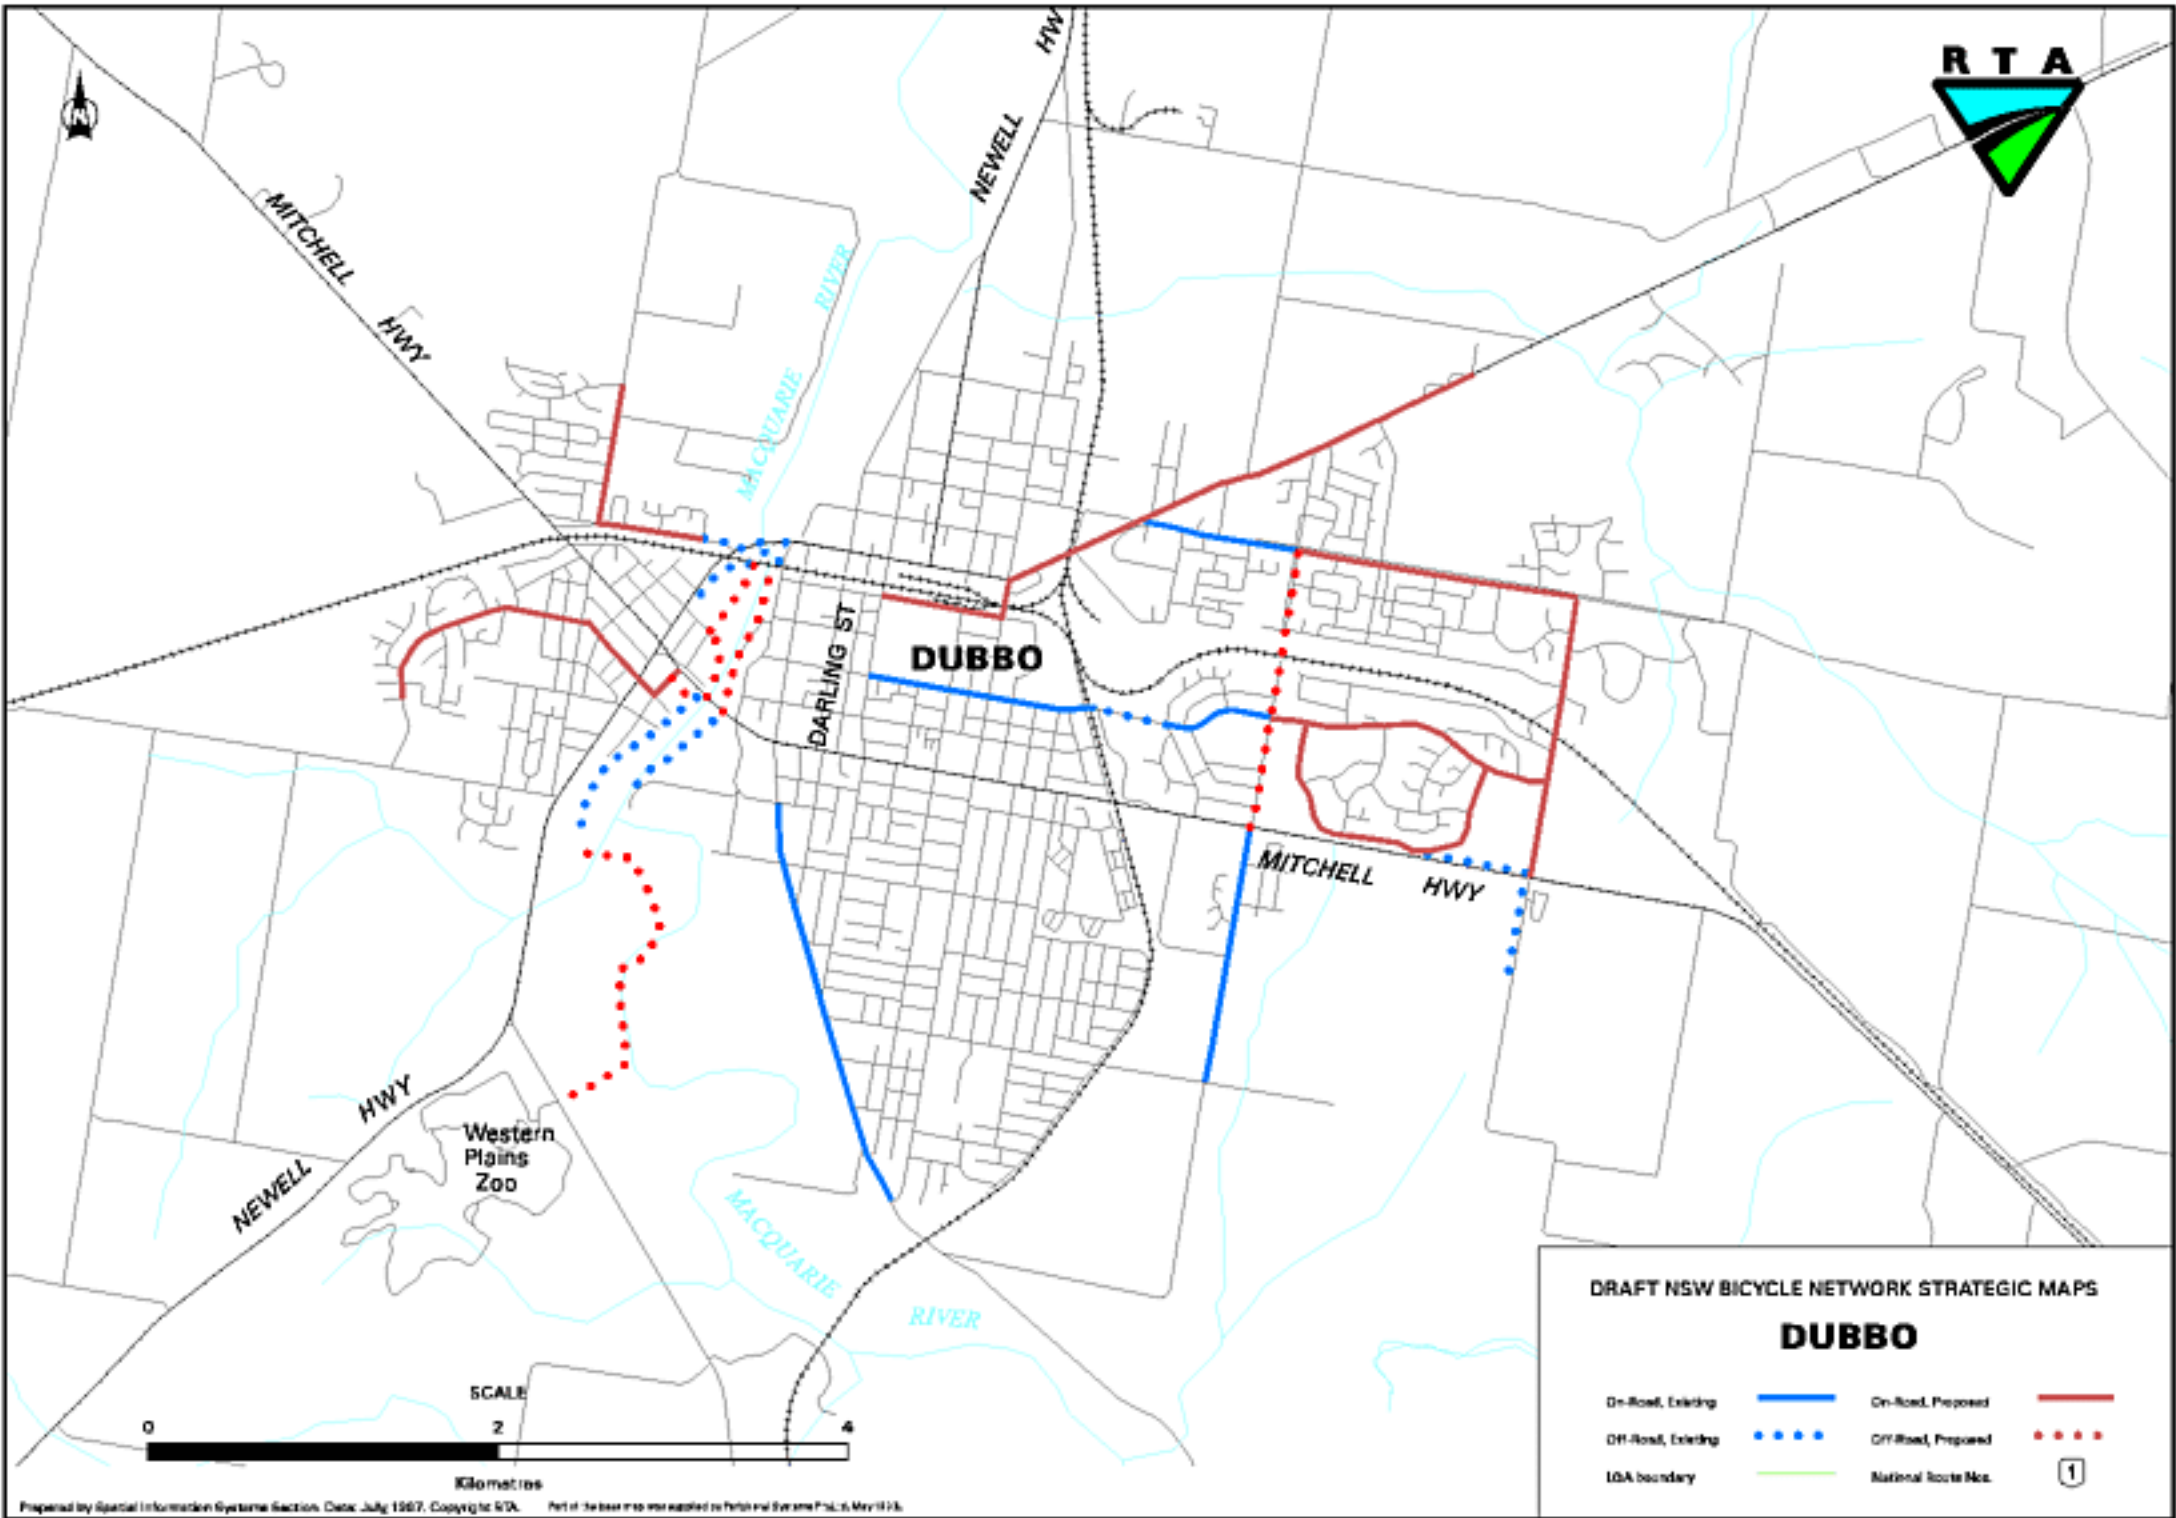 HW
R T A
N
NEWELL
MITCHELL
RIVER
HWY
MACQUARIE
DARLING ST
DUBBO
MITCHELL
HWY
HWY
Western
Plains
Zoo
NEWELL
MACQUARIE
RIVER
DRAFT NSW BICYCLE NETWORK STRATEGIC MAPS
DUBBO
SCALE
On-Road, Existing
On-Road, Proposed
0 2 4
Off-Road, Existing
Off-Road, Proposed
LGA boundary
National Route Nos.
1
Kilometres
Prepared by Spatial Information Systems Section. Date: July 1997. Copyright RTA.